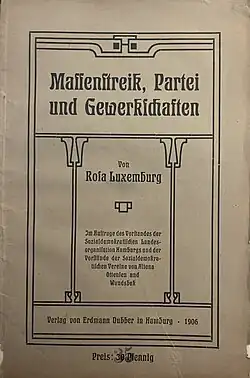 Massenstreik, Partei
und Gewerkschaften
Von
Rosa Luxemburg
Im Auftrage des Vorstandes der
Sozialdemokratischen Landes-
organisation Hamburgs und der
Vorstände der Sozialdemokra-
tischen Vereine von Altona
Ottensen und
Wandsbek
Verlag von Erdmann Dubber in Hamburg · 1906
Preis: Pfennig